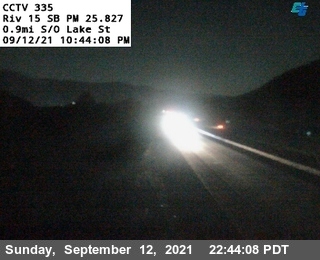 CCTV 335
Riv 15 SB PM 25.827
0.9mi S/O Lake St
09/12/21 10:44:08 PM
Sunday, September 12, 2021 22:44:08 PDT